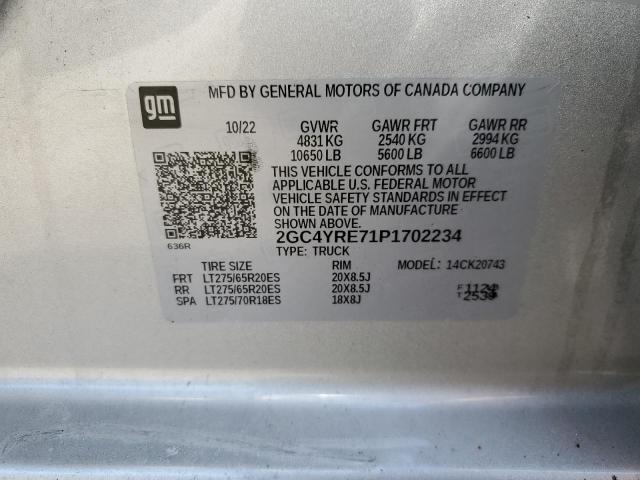 gm
MFD BY GENERAL MOTORS OF CANADA COMPANY
10/22 GVWR GAWR FRT GAWR RR
4831 KG 2540 KG 2994 KG
10650 LB 5600 LB 6600 LB
THIS VEHICLE CONFORMS TO ALL
APPLICABLE U.S. FEDERAL MOTOR
VEHICLE SAFETY STANDARDS IN EFFECT
ON THE DATE OF MANUFACTURE
SHOWN ABOVE.
636R
2GC4YRE71P1702234
TYPE: TRUCK
TIRE SIZE RIM MODEL: 14CK20743
FRT LT275/65R20ES 20X8.5J
RR LT275/65R20ES 20X8.5J
SPA LT275/70R18ES 18X8J